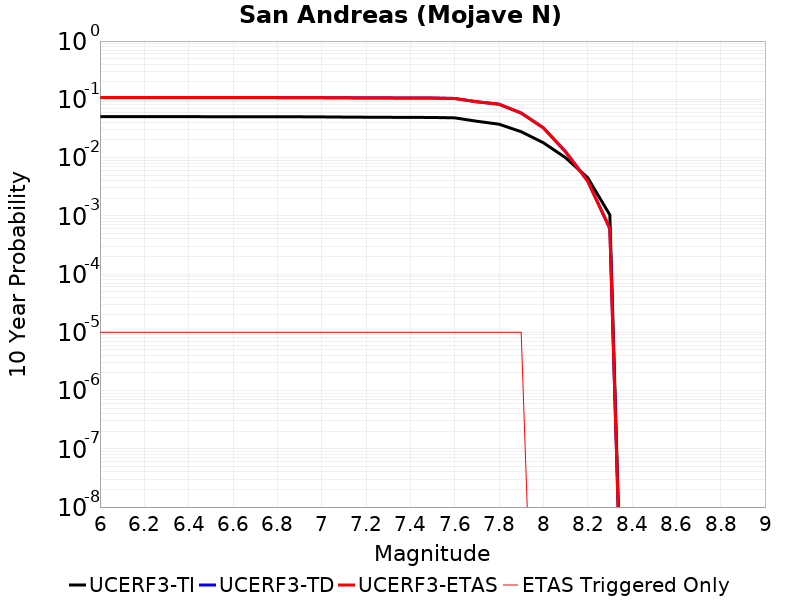 San Andreas (Mojave N)
10^0
10^-1
10^-2
10^-3
10^-4
10^-5
10^-6
10^-7
10^-8
10 Year Probability
6 6.2 6.4 6.6 6.8 7 7.2 7.4 7.6 7.8 8 8.2 8.4 8.6 8.8 9
Magnitude
UCERF3-TI UCERF3-TD UCERF3-ETAS ETAS Triggered Only